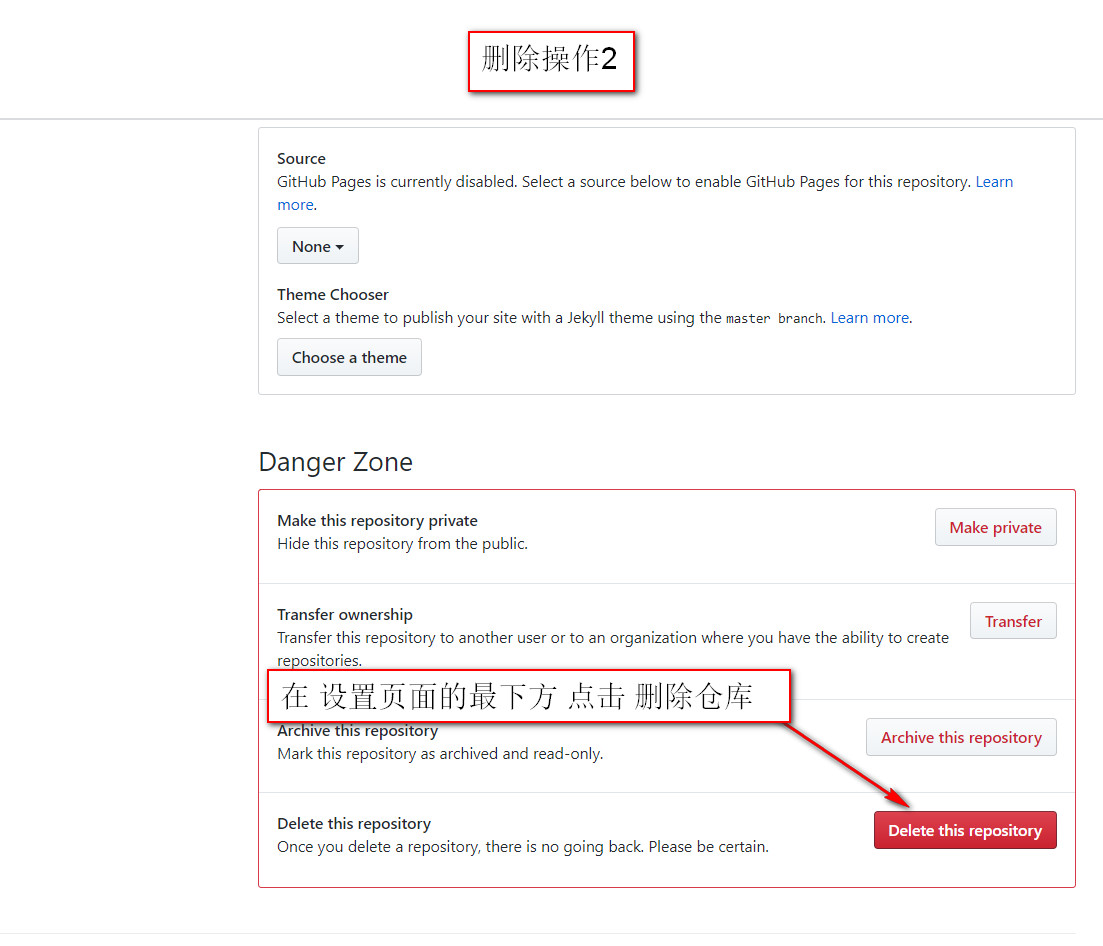 删除操作2
Source
GitHub Pages is currently disabled. Select a source below to enable GitHub Pages for this repository. Learn
more.
None
Theme Chooser
Select a theme to publish your site with a Jekyll theme using the master branch. Learn more.
Choose a theme
Danger Zone
Make this repository private
Hide this repository from the public.
Make private
Transfer ownership
Transfer this repository to another user or to an organization where you have the ability to create
repositories.
Transfer
在 设置页面的最下方 点击 删除仓库
Archive this repository
Mark this repository as archived and read-only.
Archive this repository
Delete this repository
Once you delete a repository, there is no going back. Please be certain.
Delete this repository